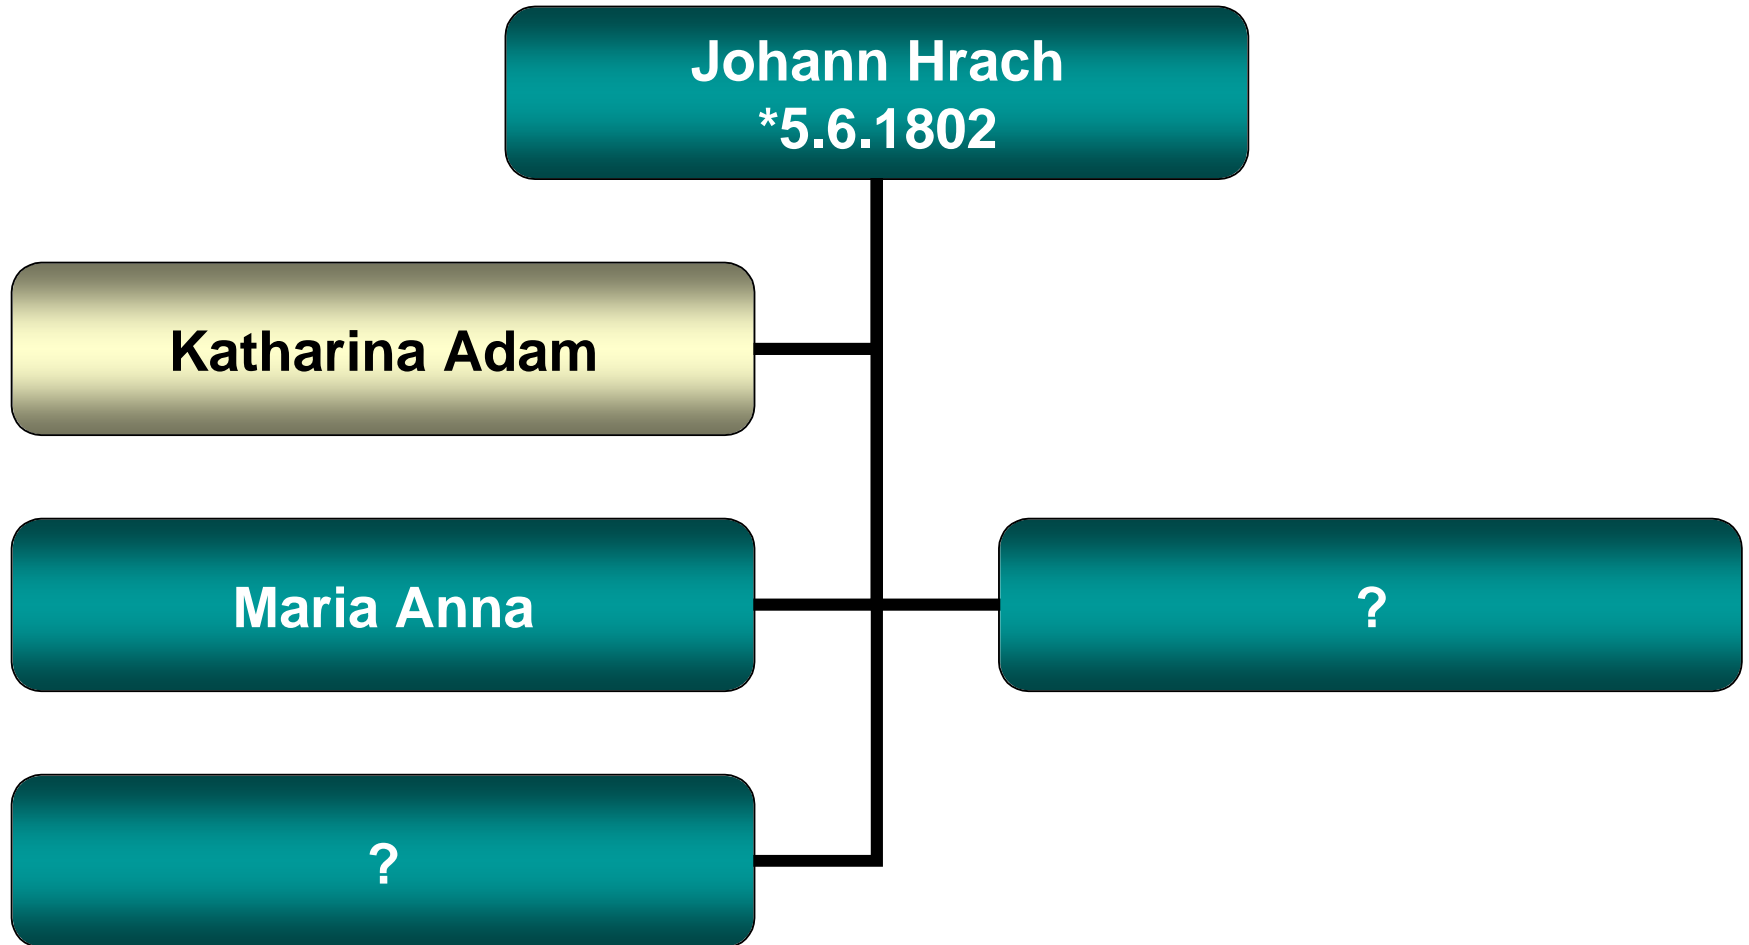 Johann Hrach
*5.6.1802
Katharina Adam
Maria Anna
?
?